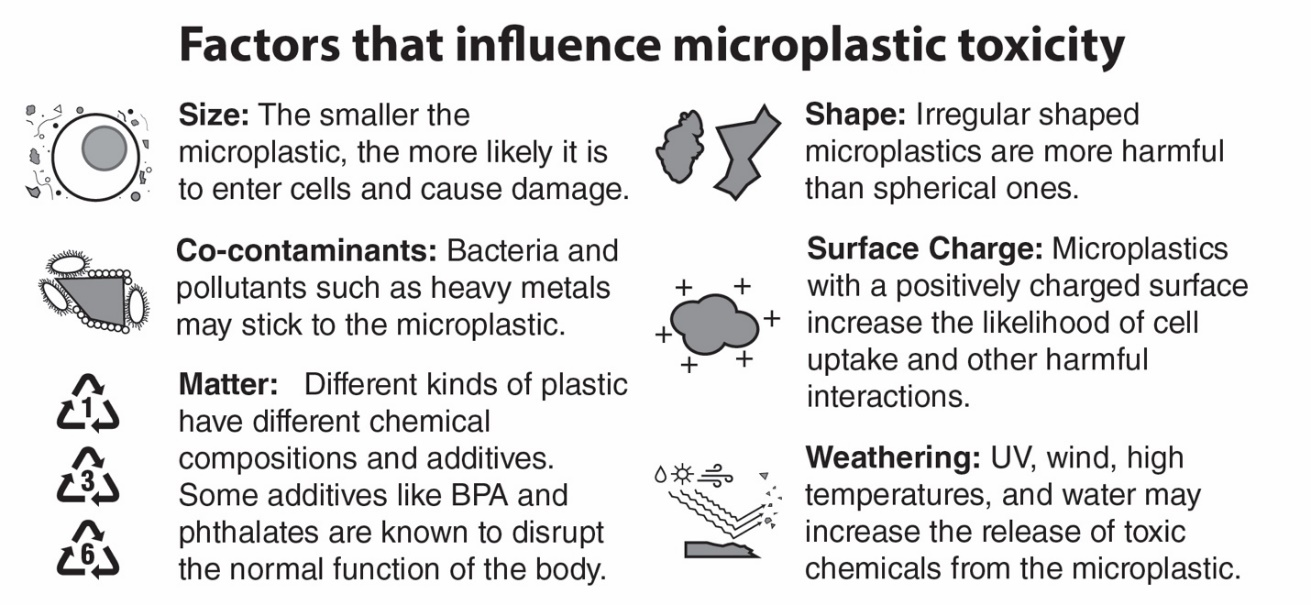 Factors that influence microplastic toxicity
Size: The smaller the
microplastic, the more likely it is
to enter cells and cause damage.
Co-contaminants: Bacteria and
pollutants such as heavy metals
may stick to the microplastic.
1
3
6
Matter: Different kinds of plastic
have different chemical
compositions and additives.
Some additives like BPA and
phthalates are known to disrupt
the normal function of the body.
Shape: Irregular shaped
microplastics are more harmful
than spherical ones.
Surface Charge: Microplastics
with a positively charged surface
increase the likelihood of cell
uptake and other harmful
interactions.
Weathering: UV, wind, high
temperatures, and water may
increase the release of toxic
chemicals from the microplastic.